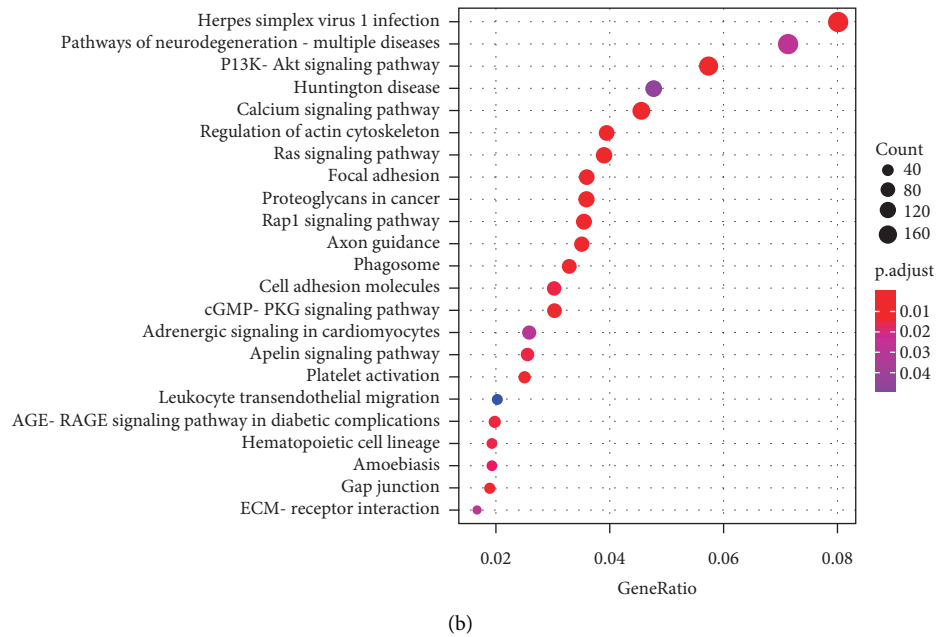 Herpes simplex virus 1 infection
Pathways of neurodegeneration - multiple diseases
P13K- Akt signaling pathway
Huntington disease
Calcium signaling pathway
Regulation of actin cytoskeleton
Ras signaling pathway
Focal adhesion
Proteoglycans in cancer
Rap1 signaling pathway
Axon guidance
Phagosome
Cell adhesion molecules
cGMP- PKG signaling pathway
Adrenergic signaling in cardiomyocytes
Apelin signaling pathway
Platelet activation
Leukocyte transendothelial migration
AGE- RAGE signaling pathway in diabetic complications
Hematopoietic cell lineage
Amoebiasis
Gap junction
ECM- receptor interaction
0.02 0.04 0.06 0.08
GeneRatio
Count
40
80
120
160
p.adjust
0.01
0.02
0.03
0.04
(b)